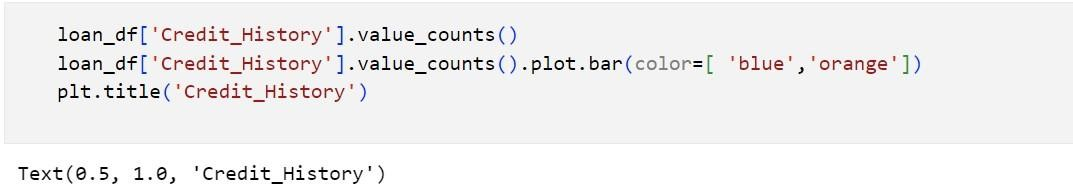 loan_df['Credit_History'].value_counts()
loan_df['Credit_History'].value_counts().plot.bar(color=[ 'blue','orange'])
plt.title('Credit_History')
Text(0.5, 1.0, 'Credit_History')